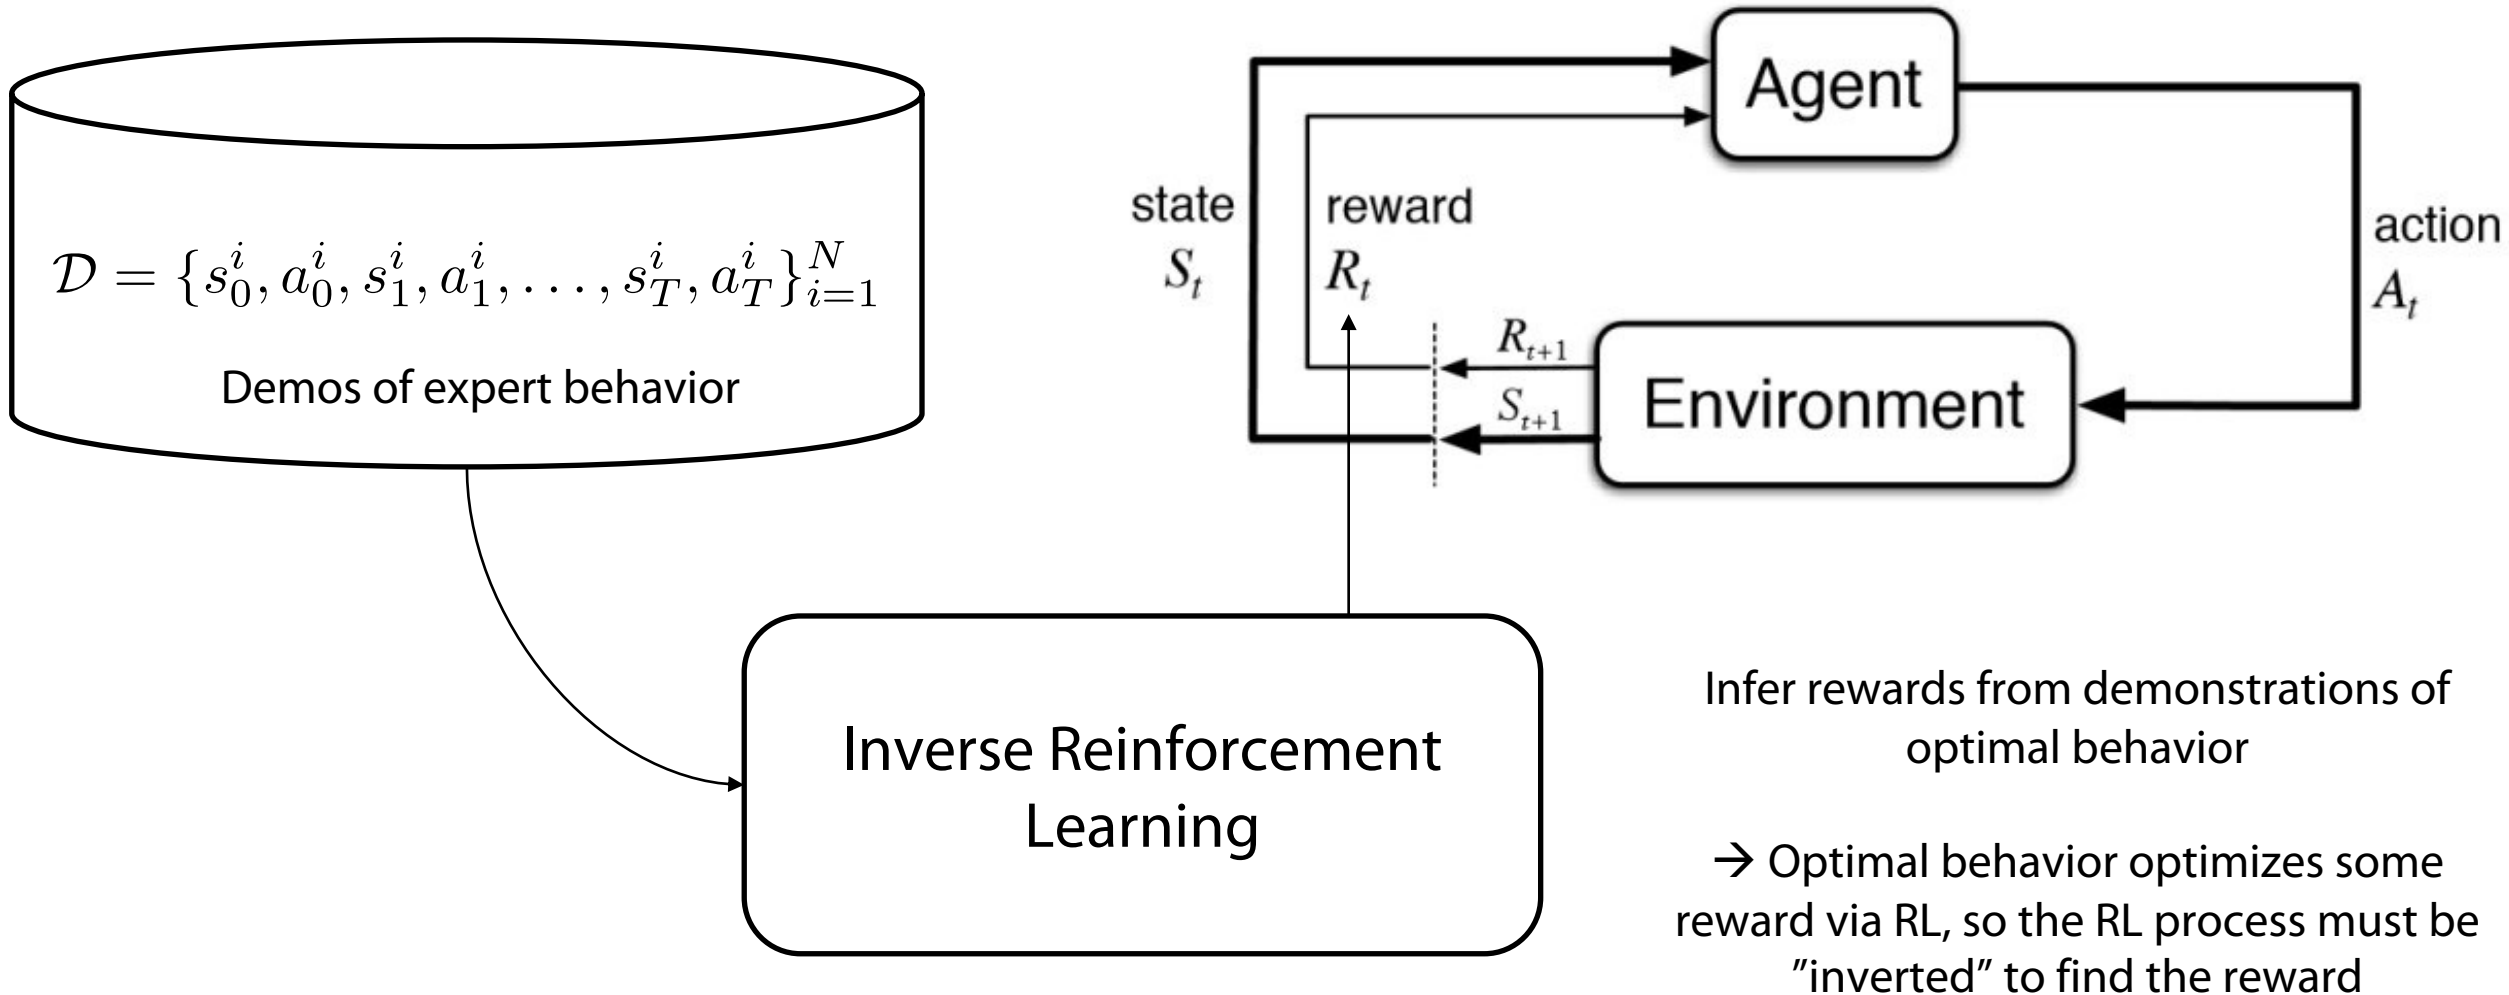 $\mathcal{D} = \{s_0^i, a_0^i, s_1^i, a_1^i, \ldots, s_T^i, a_T^i\}_{i=1}^N$
Demos of expert behavior
Agent
state
$S_t$
reward
$R_t$
action
$A_t$
$R_{t+1}$
$S_{t+1}$
Environment
Inverse Reinforcement
Learning
Infer rewards from demonstrations of
optimal behavior
→ Optimal behavior optimizes some
reward via RL, so the RL process must be
”inverted” to find the reward